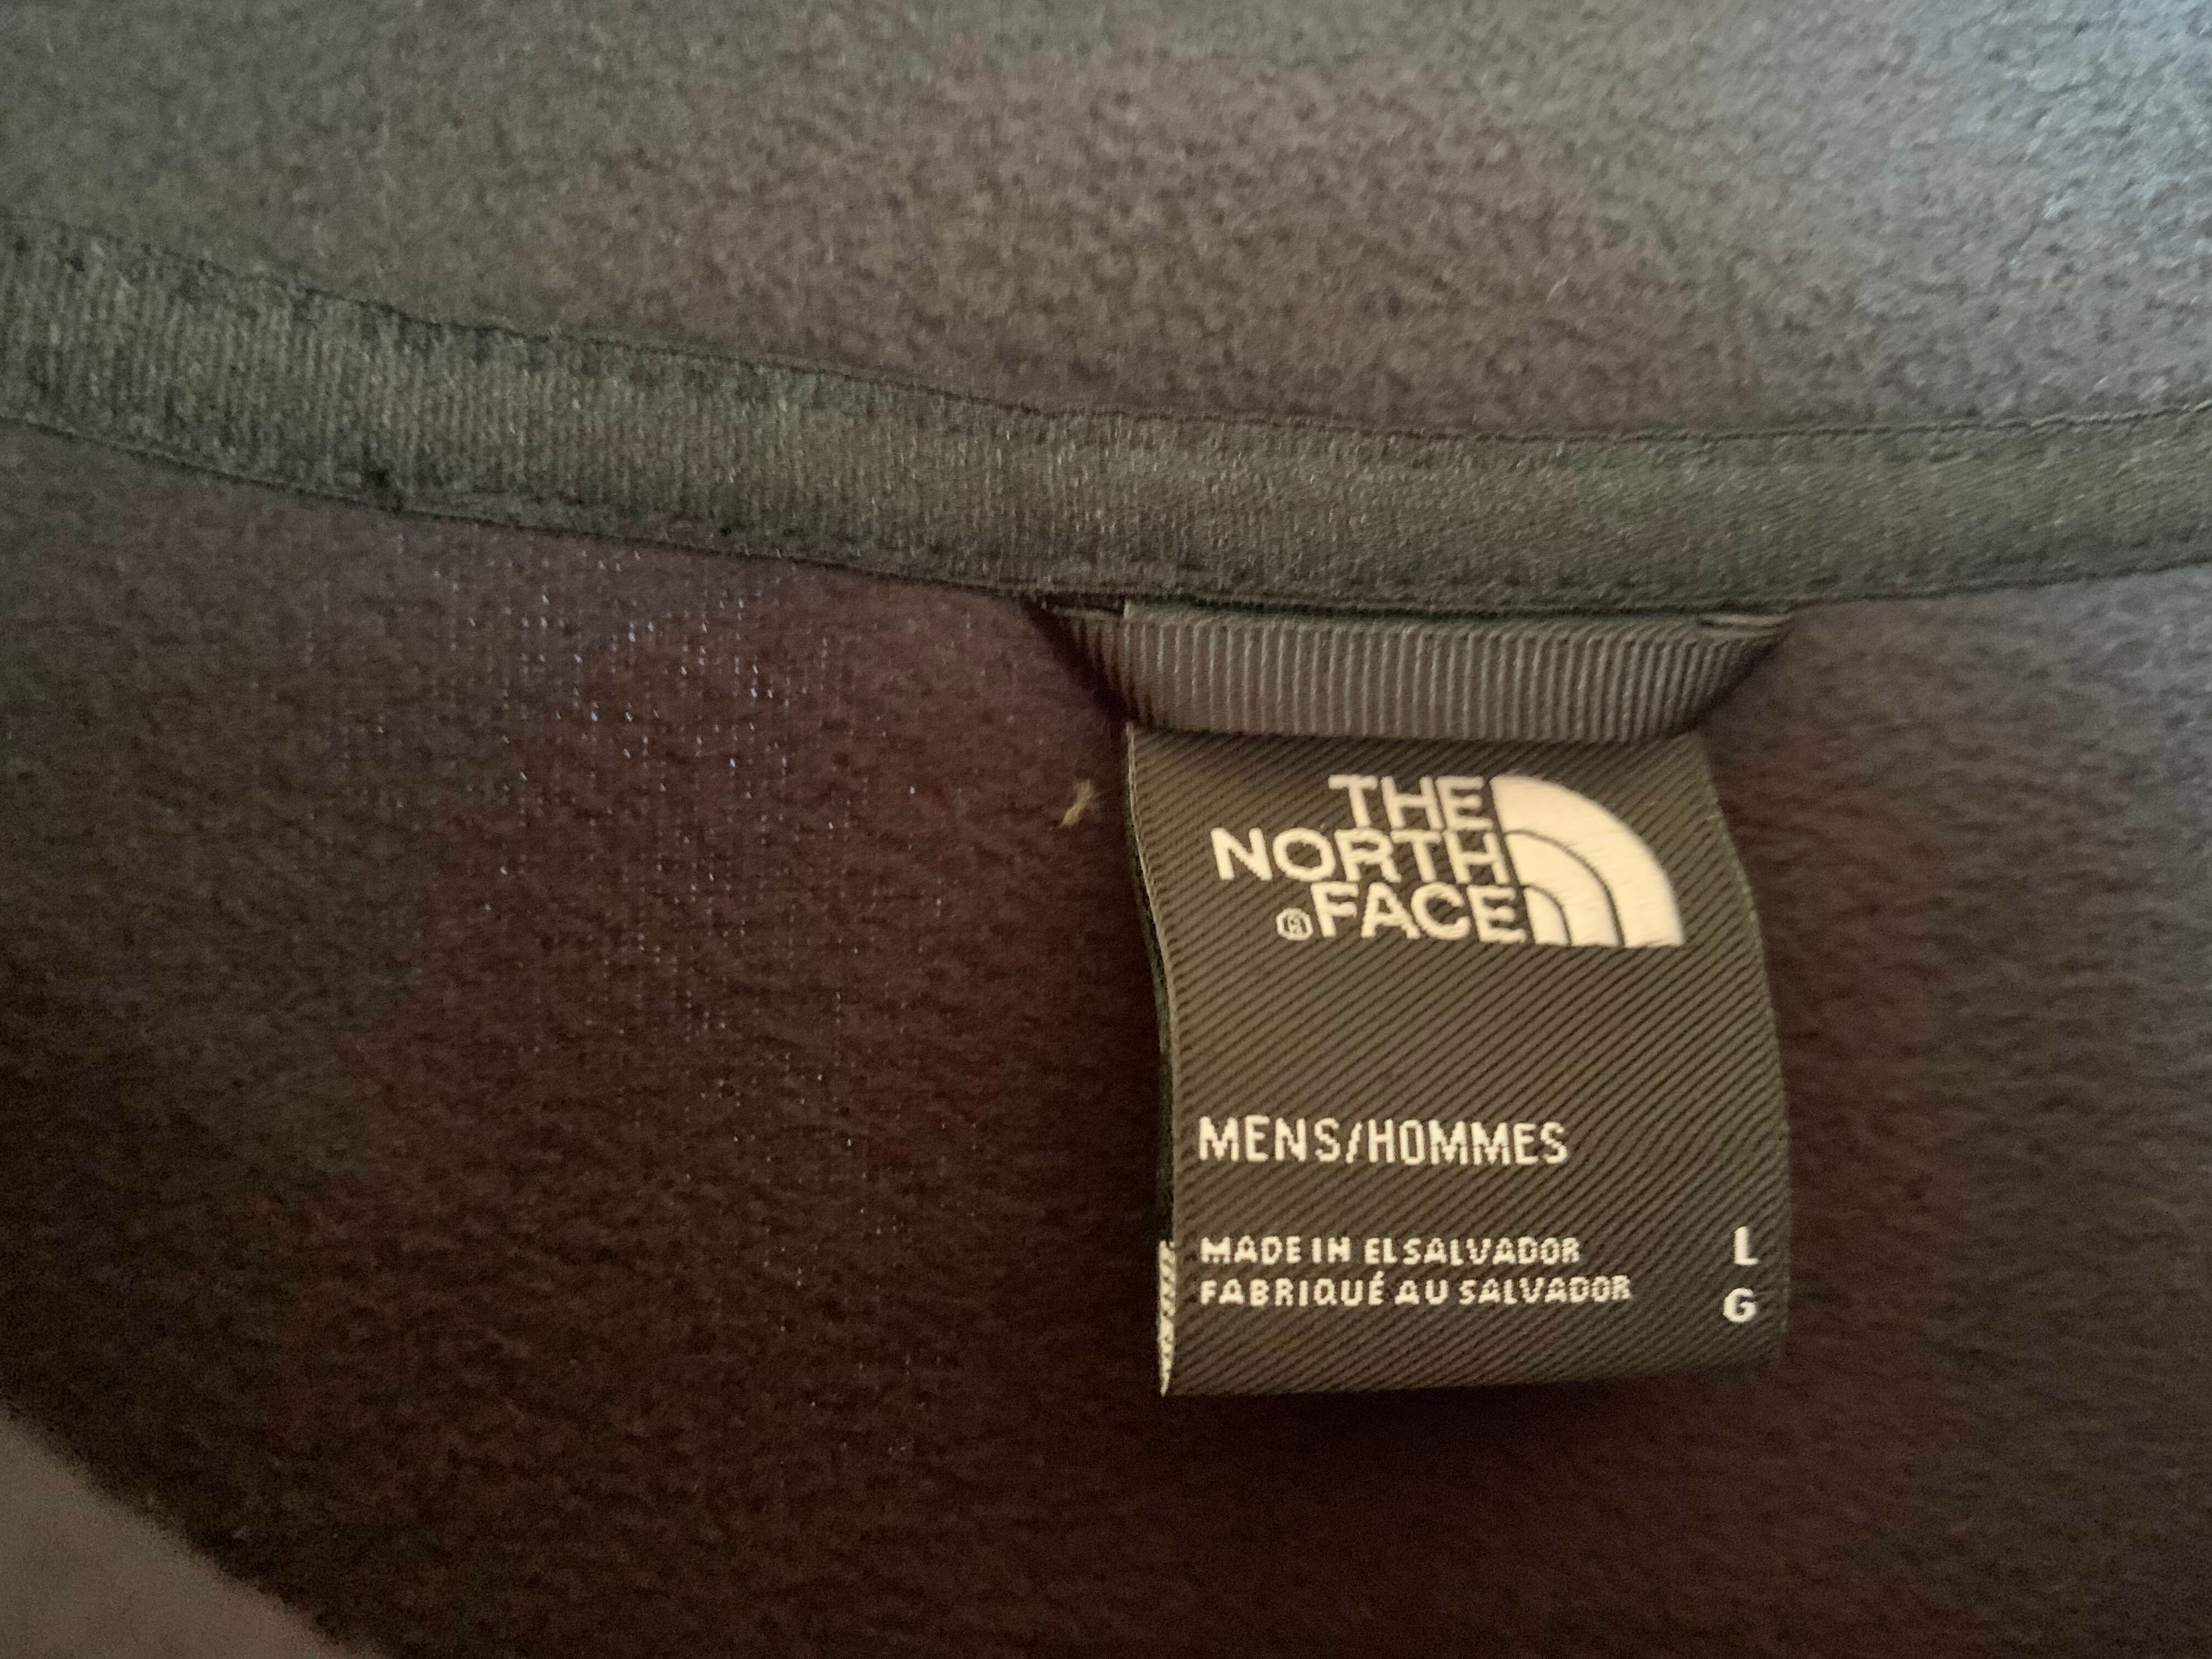 THE
NORTH
®FACE
MENS/HOMMES
MADE IN EL SALVADOR L
FABRIQUÉ AU SALVADOR G